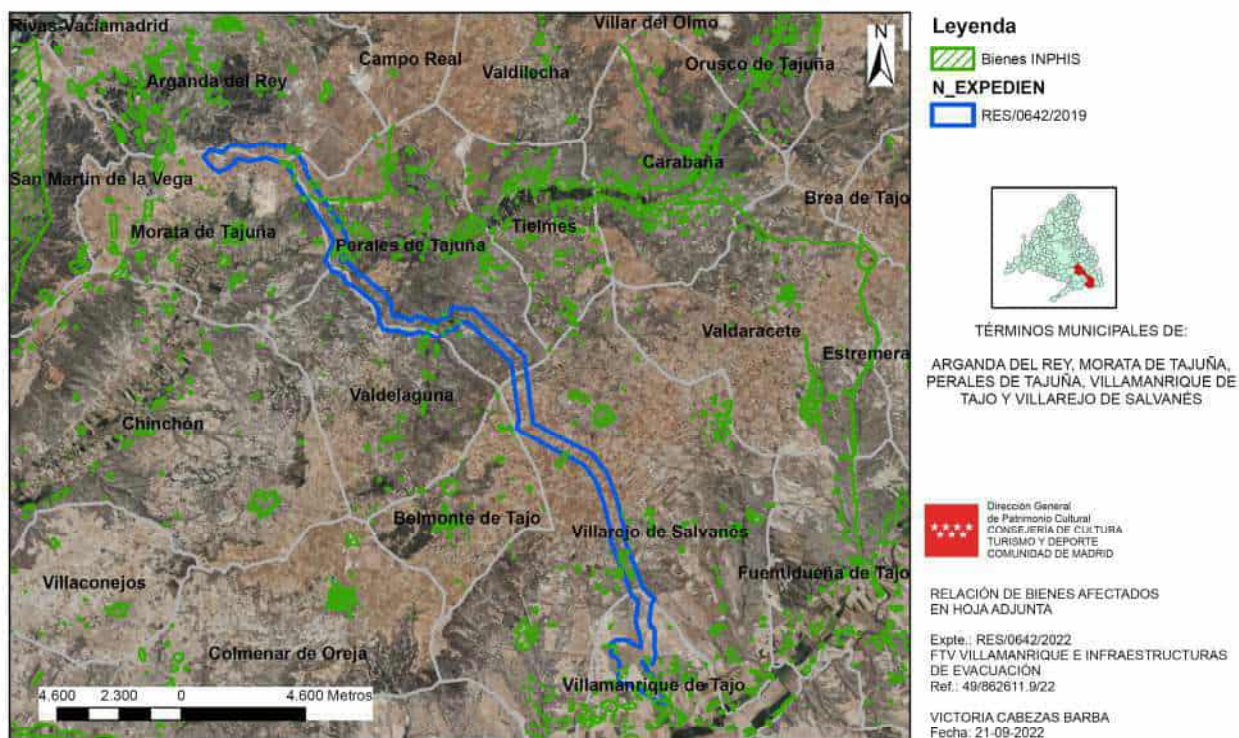 Rivas-Vaciamadrid
Arganda del Rey
Campo Real
Valdilecha
Villar del Olmo
Orusco de Tajuña
N
San Martín de la Vega
Morata de Tajuña
Perales de Tajuña
Tielmes
Carabaña
Brea de Tajo
Valdaracete
Estremera
Valdelaguna
Chinchón
Belmonte de Tajo
Villarejo de Salvanés
Villaconejos
Fuentidueña de Tajo
Colmenar de Oreja
Villamanrique de Tajo
4.600 2.300 0 4.600 Metros
Leyenda
Bienes INPHIS
N_EXPEDIEN
RES/0642/2019
TÉRMINOS MUNICIPALES DE:
ARGANDA DEL REY, MORATA DE TAJUÑA,
PERALES DE TAJUÑA, VILLAMANRIQUE DE
TAJO Y VILLAREJO DE SALVANÉS
Dirección General
de Patrimonio Cultural
CONSEJERÍA DE CULTURA
TURISMO Y DEPORTE
COMUNIDAD DE MADRID
RELACIÓN DE BIENES AFECTADOS
EN HOJA ADJUNTA
Expte.: RES/0642/2022
FTV VILLAMANRIQUE E INFRAESTRUCTURAS
DE EVACUACIÓN
Ref.: 49/862611.9/22
VICTORIA CABEZAS BARBA
Fecha: 21-09-2022